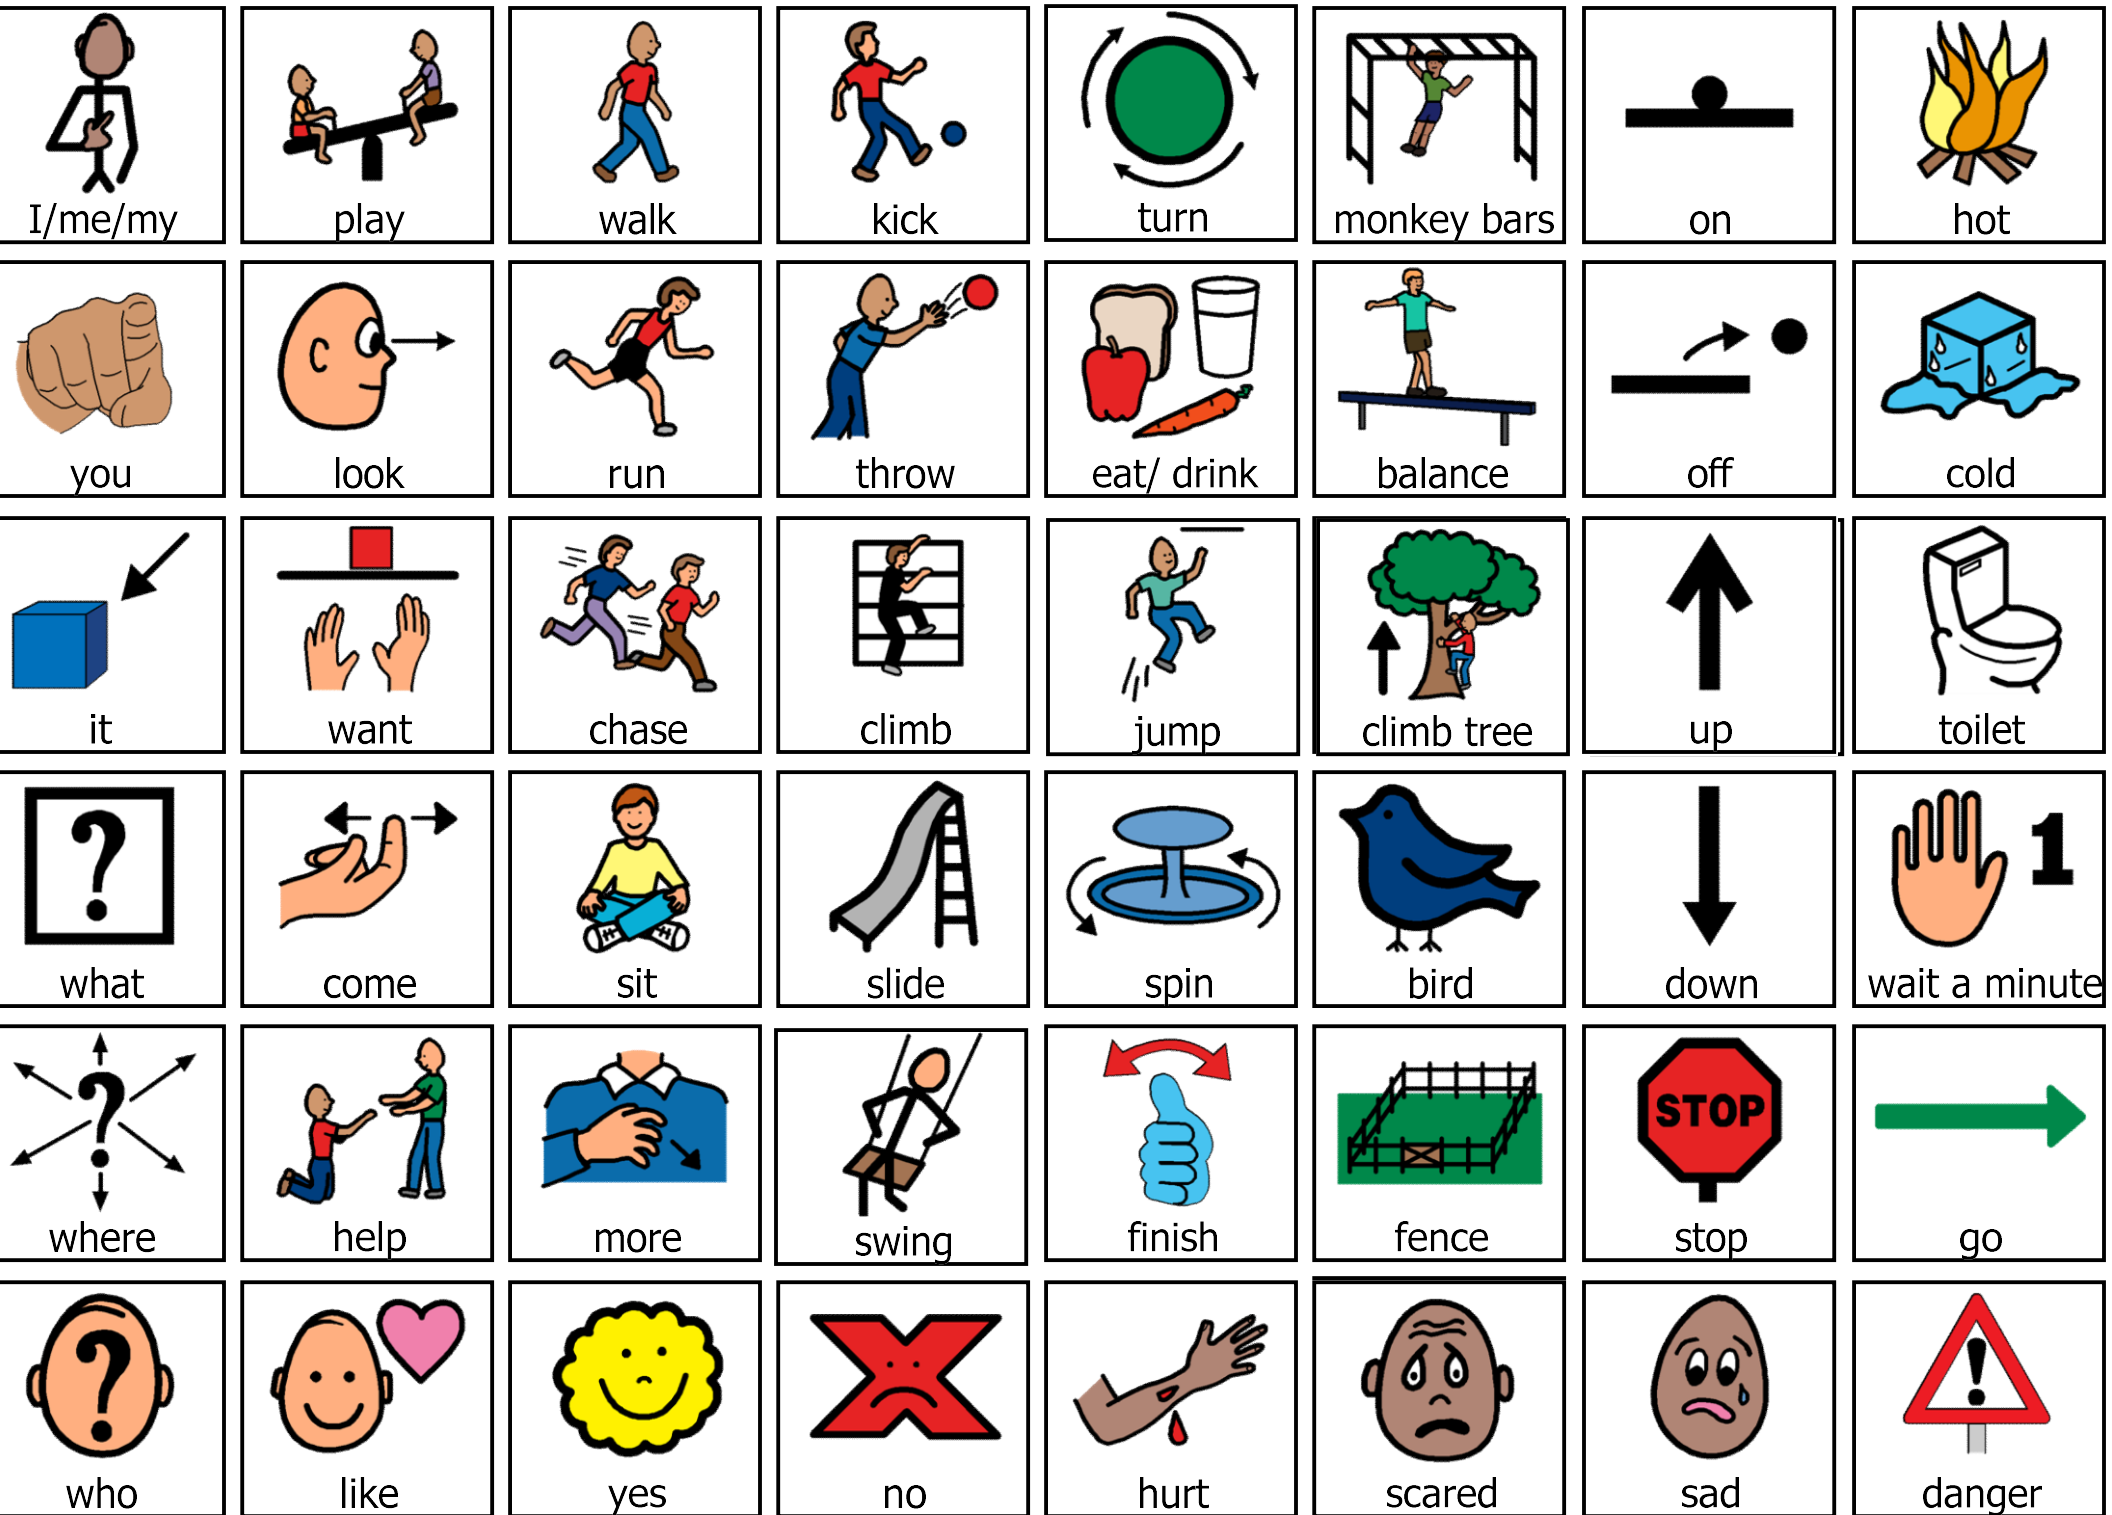 I/me/my
play
walk
kick
turn
monkey bars
on
hot
you
look
run
throw
eat/ drink
balance
off
cold
it
want
chase
climb
jump
climb tree
up
toilet
?
1
what
come
sit
slide
spin
bird
down
wait a minute
?
STOP
where
help
more
swing
finish
fence
stop
go
?
!
who
like
yes
no
hurt
scared
sad
danger